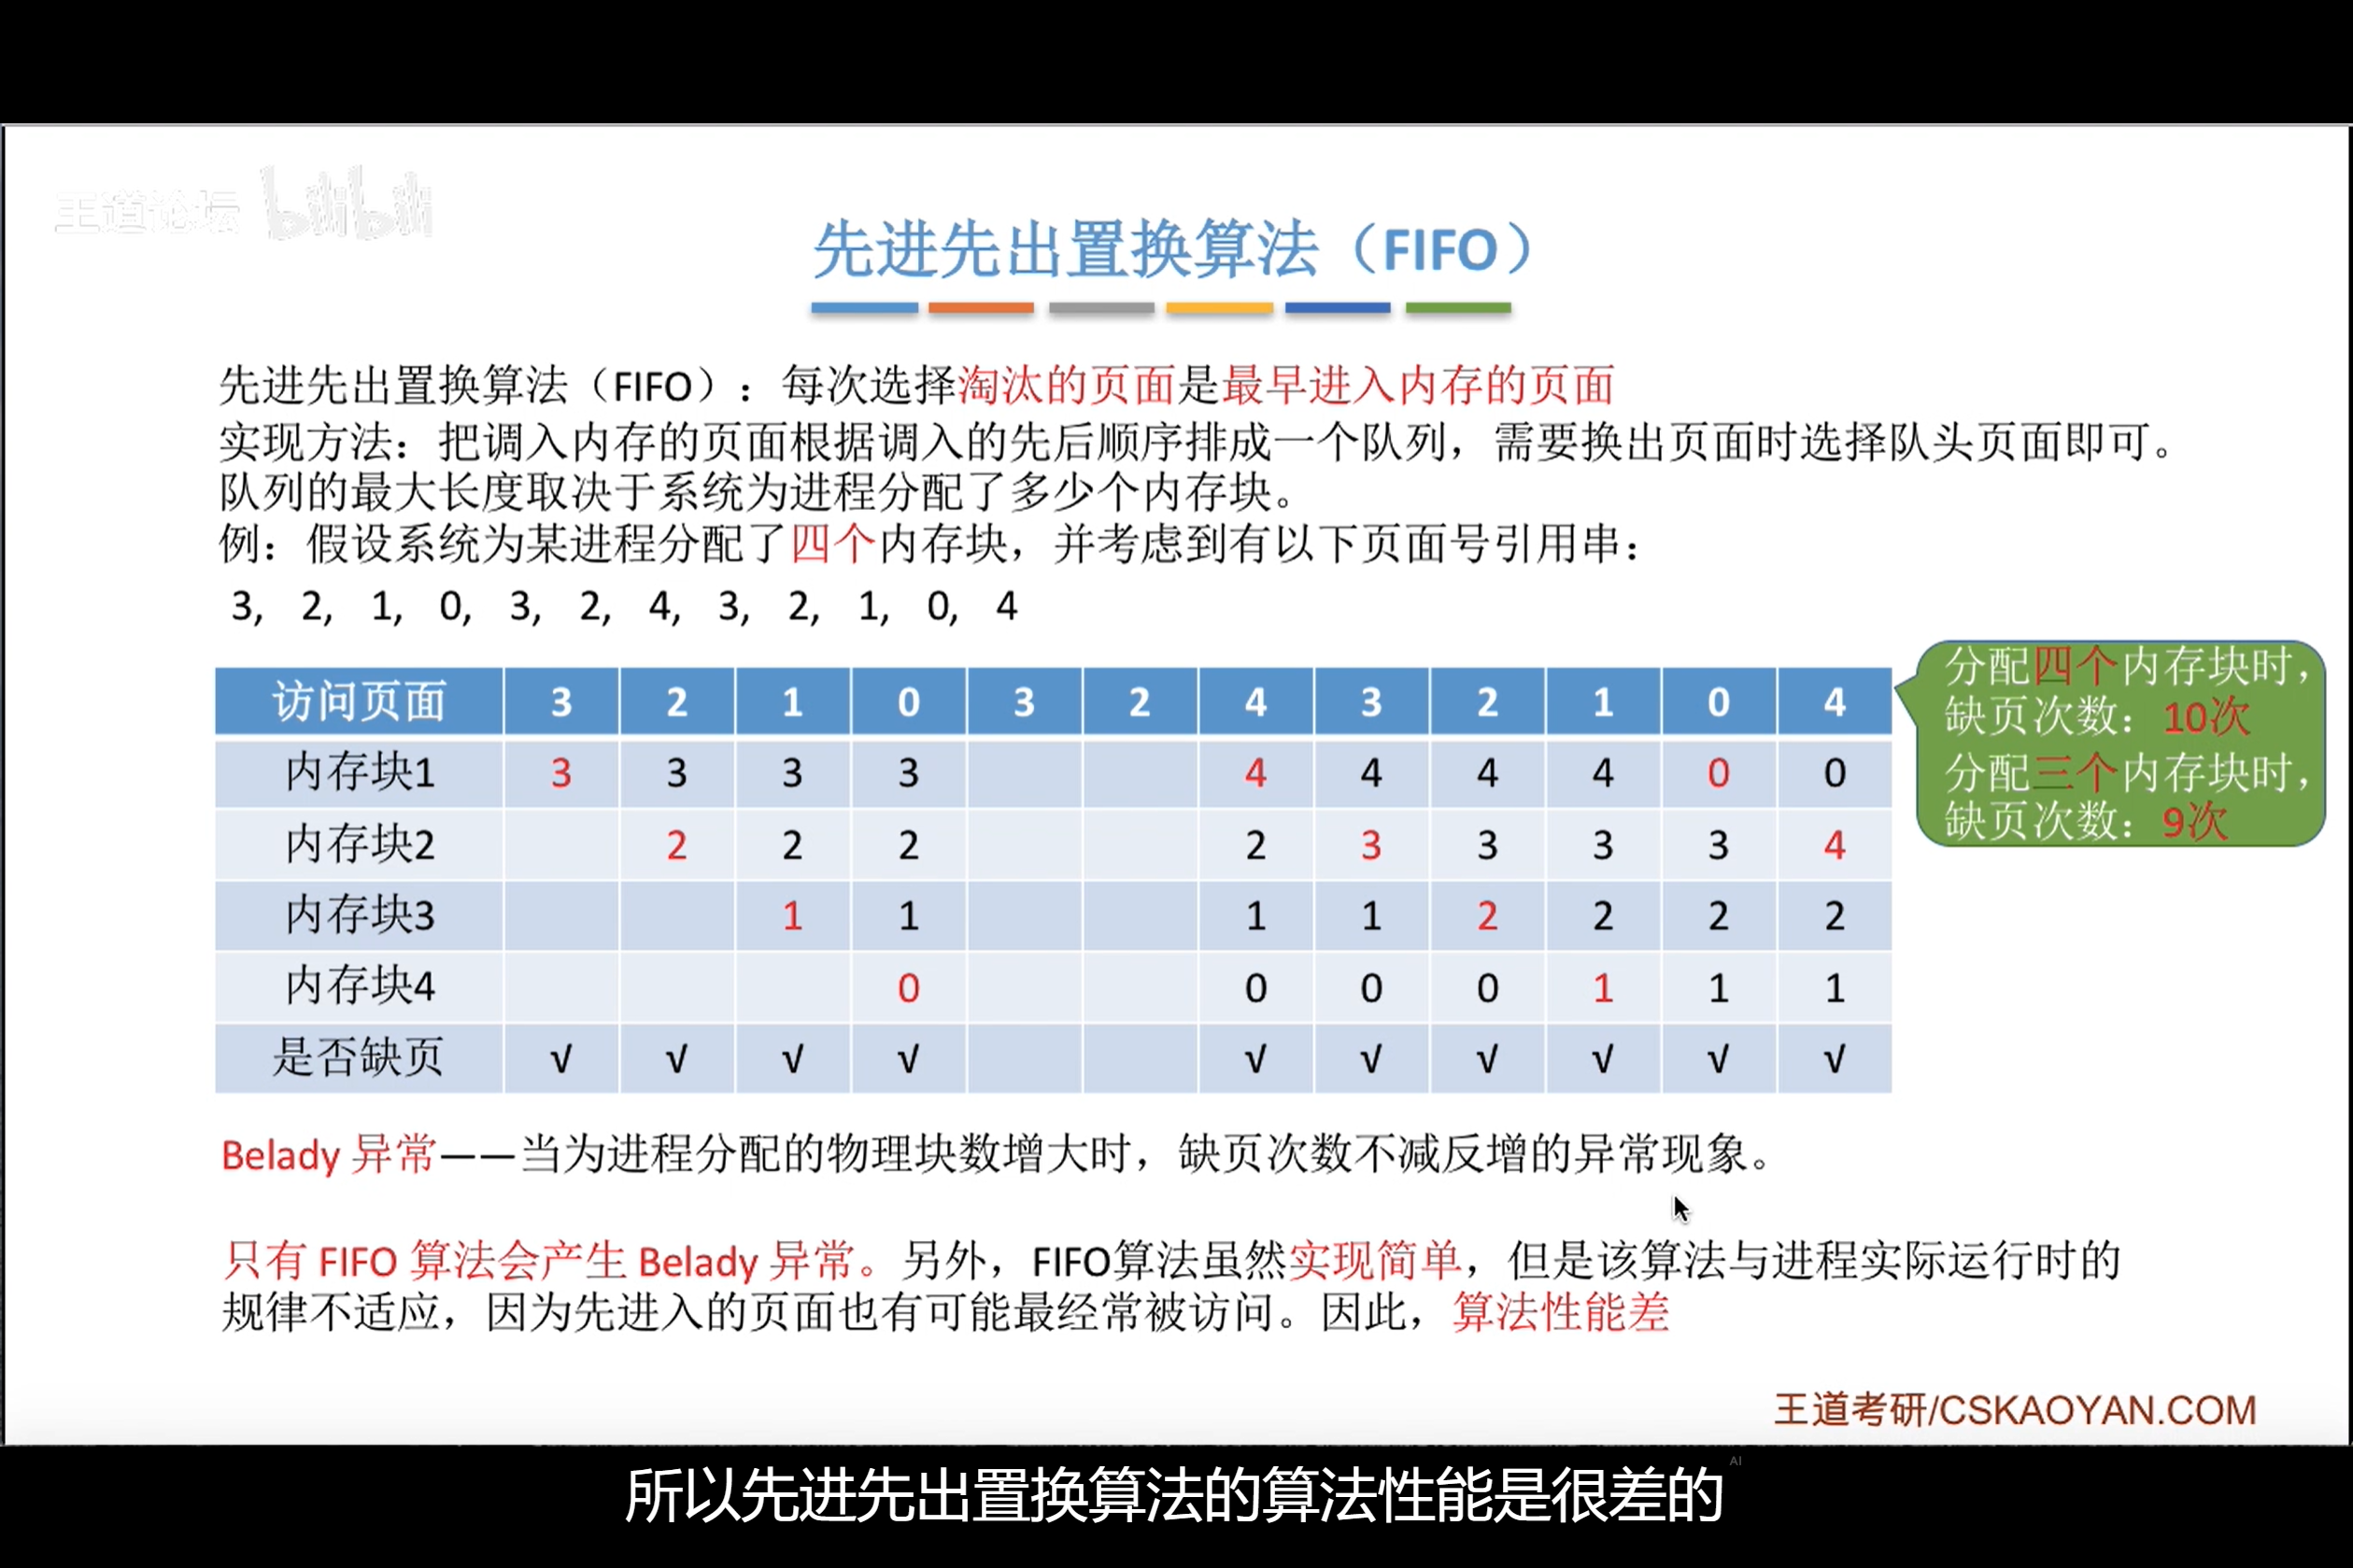 王道论坛 bilibili
先进先出置换算法（FIFO）
先进先出置换算法（FIFO）：每次选择淘汰的页面是最早进入内存的页面
实现方法：把调入内存的页面根据调入的先后顺序排成一个队列，需要换出页面时选择队头页面即可。
队列的最大长度取决于系统为进程分配了多少个内存块。
例：假设系统为某进程分配了四个内存块，并考虑到有以下页面号引用串：
3, 2, 1, 0, 3, 2, 4, 3, 2, 1, 0, 4
访问页面 3 2 1 0 3 2 4 3 2 1 0 4
内存块1 3 3 3 3 4 4 4 4 0 0
内存块2 2 2 2 2 3 3 3 3 4
内存块3 1 1 1 1 2 2 2 2
内存块4 0 0 0 0 1 1 1
是否缺页 √ √ √ √ √ √ √ √ √ √
分配四个内存块时，
缺页次数：10次
分配三个内存块时，
缺页次数：9次
Belady 异常——当为进程分配的物理块数增大时，缺页次数不减反增的异常现象。
只有 FIFO 算法会产生 Belady 异常。另外，FIFO算法虽然实现简单，但是该算法与进程实际运行时的
规律不适应，因为先进入的页面也有可能最经常被访问。因此，算法性能差
王道考研/CSKAOYAN.COM
AI
所以先进先出置换算法的算法性能是很差的